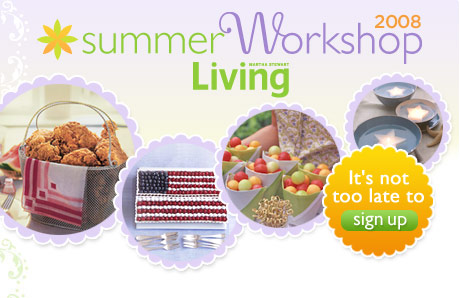 2008
summer Workshop
MARTHA STEWART
Living
It's not
too late to
sign up